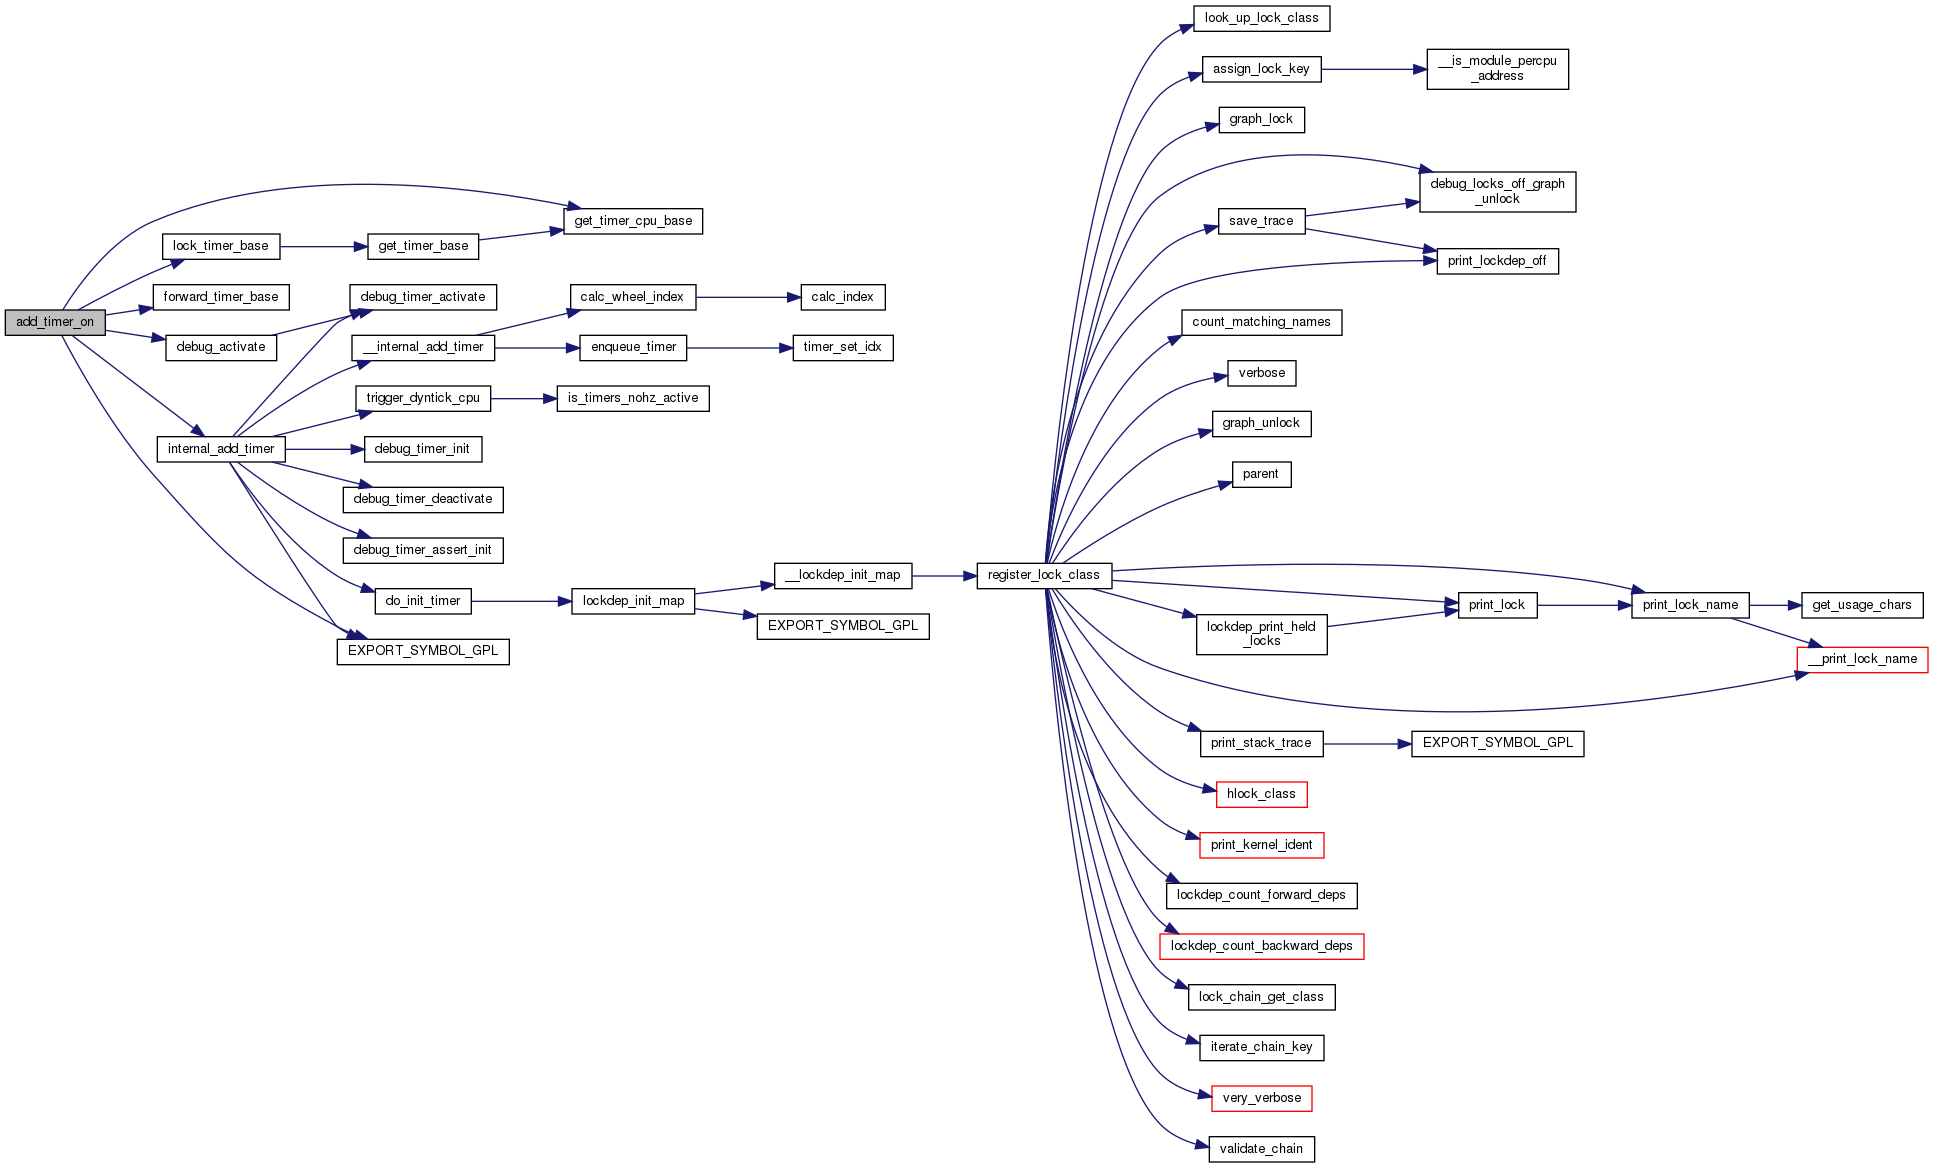 look_up_lock_class
assign_lock_key
__is_module_percpu
_address
graph_lock
debug_locks_off_graph
_unlock
save_trace
get_timer_cpu_base
lock_timer_base
get_timer_base
print_lockdep_off
forward_timer_base
debug_timer_activate
calc_wheel_index
calc_index
add_timer_on
count_matching_names
debug_activate
__internal_add_timer
enqueue_timer
timer_set_idx
verbose
trigger_dyntick_cpu
is_timers_nohz_active
graph_unlock
internal_add_timer
debug_timer_init
parent
debug_timer_deactivate
debug_timer_assert_init
__lockdep_init_map
register_lock_class
do_init_timer
lockdep_init_map
print_lock
print_lock_name
get_usage_chars
EXPORT_SYMBOL_GPL
lockdep_print_held
_locks
EXPORT_SYMBOL_GPL
__print_lock_name
print_stack_trace
EXPORT_SYMBOL_GPL
hlock_class
print_kernel_ident
lockdep_count_forward_deps
lockdep_count_backward_deps
lock_chain_get_class
iterate_chain_key
very_verbose
validate_chain